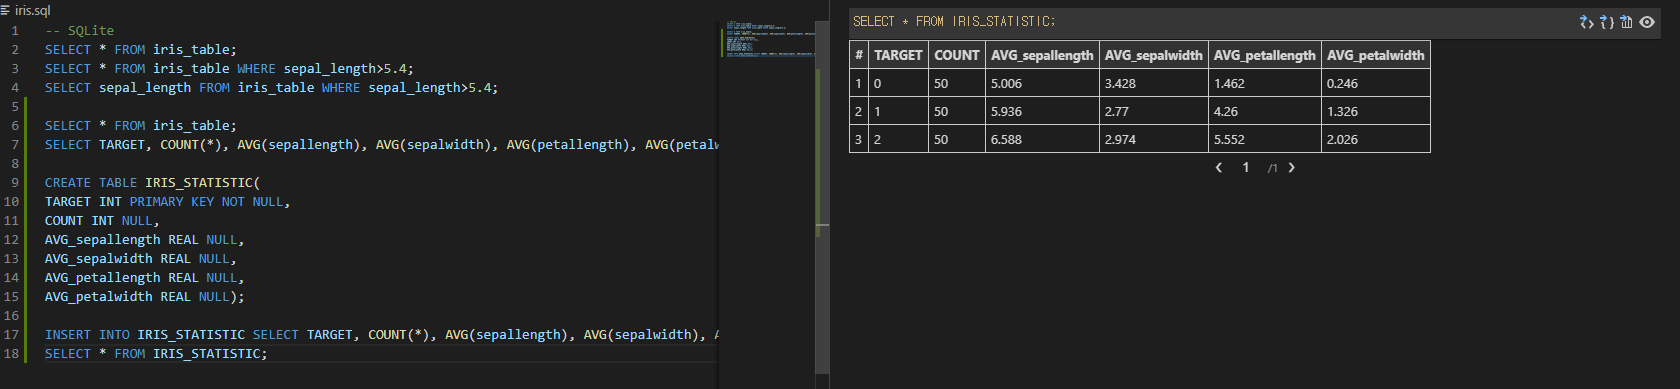 iris.sql
1 -- SQLite
2 SELECT * FROM iris_table;
3 SELECT * FROM iris_table WHERE sepal_length>5.4;
4 SELECT sepal_length FROM iris_table WHERE sepal_length>5.4;
5
6 SELECT * FROM iris_table;
7 SELECT TARGET, COUNT(*), AVG(sepallength), AVG(sepalwidth), AVG(petallength), AVG(petalw
8
9 CREATE TABLE IRIS_STATISTIC(
10 TARGET INT PRIMARY KEY NOT NULL,
11 COUNT INT NULL,
12 AVG_sepallength REAL NULL,
13 AVG_sepalwidth REAL NULL,
14 AVG_petallength REAL NULL,
15 AVG_petalwidth REAL NULL);
16
17 INSERT INTO IRIS_STATISTIC SELECT TARGET, COUNT(*), AVG(sepallength), AVG(sepalwidth), A
18 SELECT * FROM IRIS_STATISTIC;
SELECT * FROM IRIS_STATISTIC;
# TARGET COUNT AVG_sepallength AVG_sepalwidth AVG_petallength AVG_petalwidth
1 0 50 5.006 3.428 1.462 0.246
2 1 50 5.936 2.77 4.26 1.326
3 2 50 6.588 2.974 5.552 2.026
1 /1